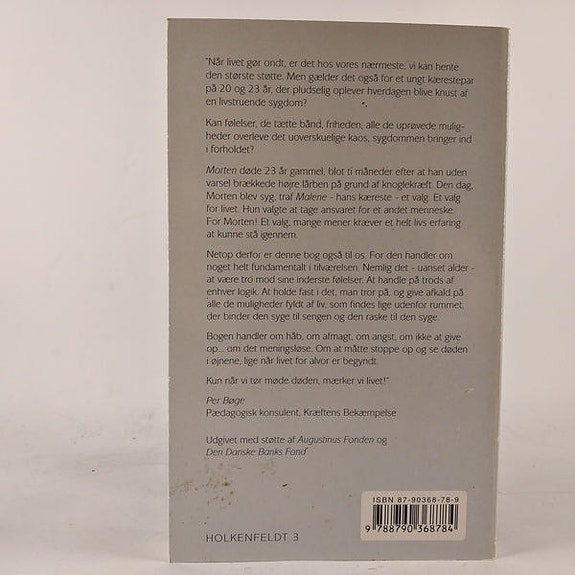 "Når livet gør ondt, er det hos vores nærmeste, vi kan hente
den største støtte. Men gælder det også for et ungt kærestepar
på 20 og 23 år, der pludselig oplever hverdagen blive knust af
en livstruende sygdom?
Kan følelser, de tætte bånd, friheden, alle de uprøvede mulig-
heder overleve det uoverskuelige kaos, sygdommen bringer ind
i forholdet?
Morten døde 23 år gammel, blot ti måneder efter at han uden
varsel brækkede højre lårben på grund af knoglekræft. Den dag,
Morten blev syg, traf Malene - hans kæreste - et valg. Et valg
for livet. Hun valgte at tage ansvaret for et andet menneske.
For Morten! Et valg, mange mener kræver et helt livs erfaring
at kunne stå igennem.
Netop derfor er denne bog også til os. For den handler om
noget helt fundamentalt i tilværelsen. Nemlig det - uanset alder -
at være tro mod sine inderste følelser. At handle på trods af
enhver logik. At holde fast i det, man tror på, og give afkald på
alle de muligheder fyldt af liv, som findes lige udenfor rummet,
der binder den syge til sengen og den raske til den syge.
Bogen handler om håb, om afmagt, om angst, om ikke at give
op... om det meningsløse. Om at måtte stoppe op og se døden
i øjnene, lige når livet for alvor er begyndt.
Kun når vi tør møde døden, mærker vi livet!"
Per Bøge
Pædagogisk konsulent, Kræftens Bekæmpelse
Udgivet med støtte af Augustinus Fonden og
Den Danske Banks Fond
ISBN 87-90368-78-9
9 788790 368784
HOLKENFELDT 3